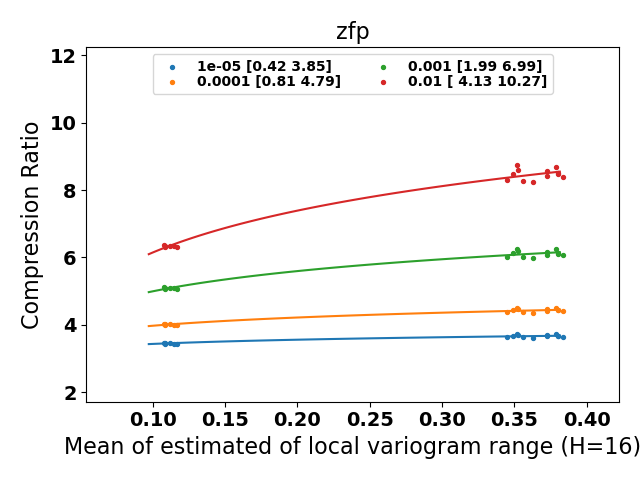 zfp
1e-05 [0.42 3.85]
0.0001 [0.81 4.79]
0.001 [1.99 6.99]
0.01 [ 4.13 10.27]
Compression Ratio
12
10
8
6
4
2
0.10 0.15 0.20 0.25 0.30 0.35 0.40
Mean of estimated of local variogram range (H=16)